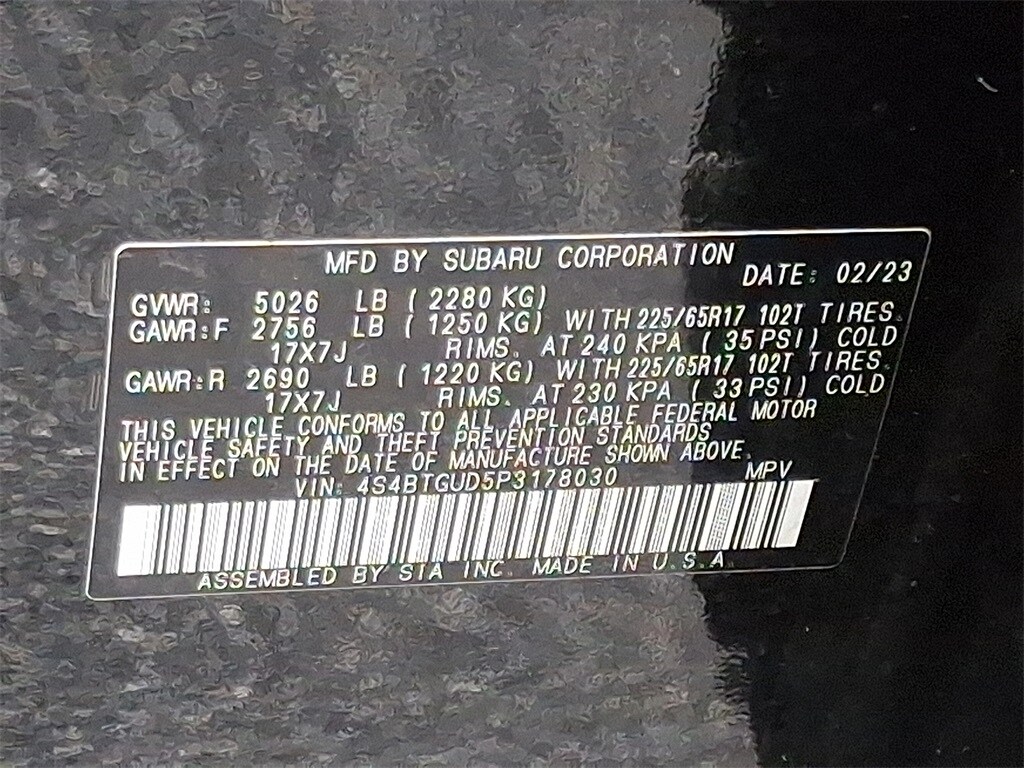 MFD BY SUBARU CORPORATION
DATE: 02/23
GVWR: 5026 LB ( 2280 KG)
GAWR:F 2756 LB ( 1250 KG) WITH 225/65R17 102T TIRES.
17X7J RIMS. AT 240 KPA ( 35 PSI) COLD
GAWR:R 2690 LB ( 1220 KG) WITH 225/65R17 102T TIRES.
17X7J RIMS. AT 230 KPA ( 33 PSI) COLD
THIS VEHICLE CONFORMS TO ALL APPLICABLE FEDERAL MOTOR
VEHICLE SAFETY AND THEFT PREVENTION STANDARDS
IN EFFECT ON THE DATE OF MANUFACTURE SHOWN ABOVE.
VIN: 4S4BTGUD5P3178030 MPV
ASSEMBLED BY SIA INC. MADE IN U.S.A.